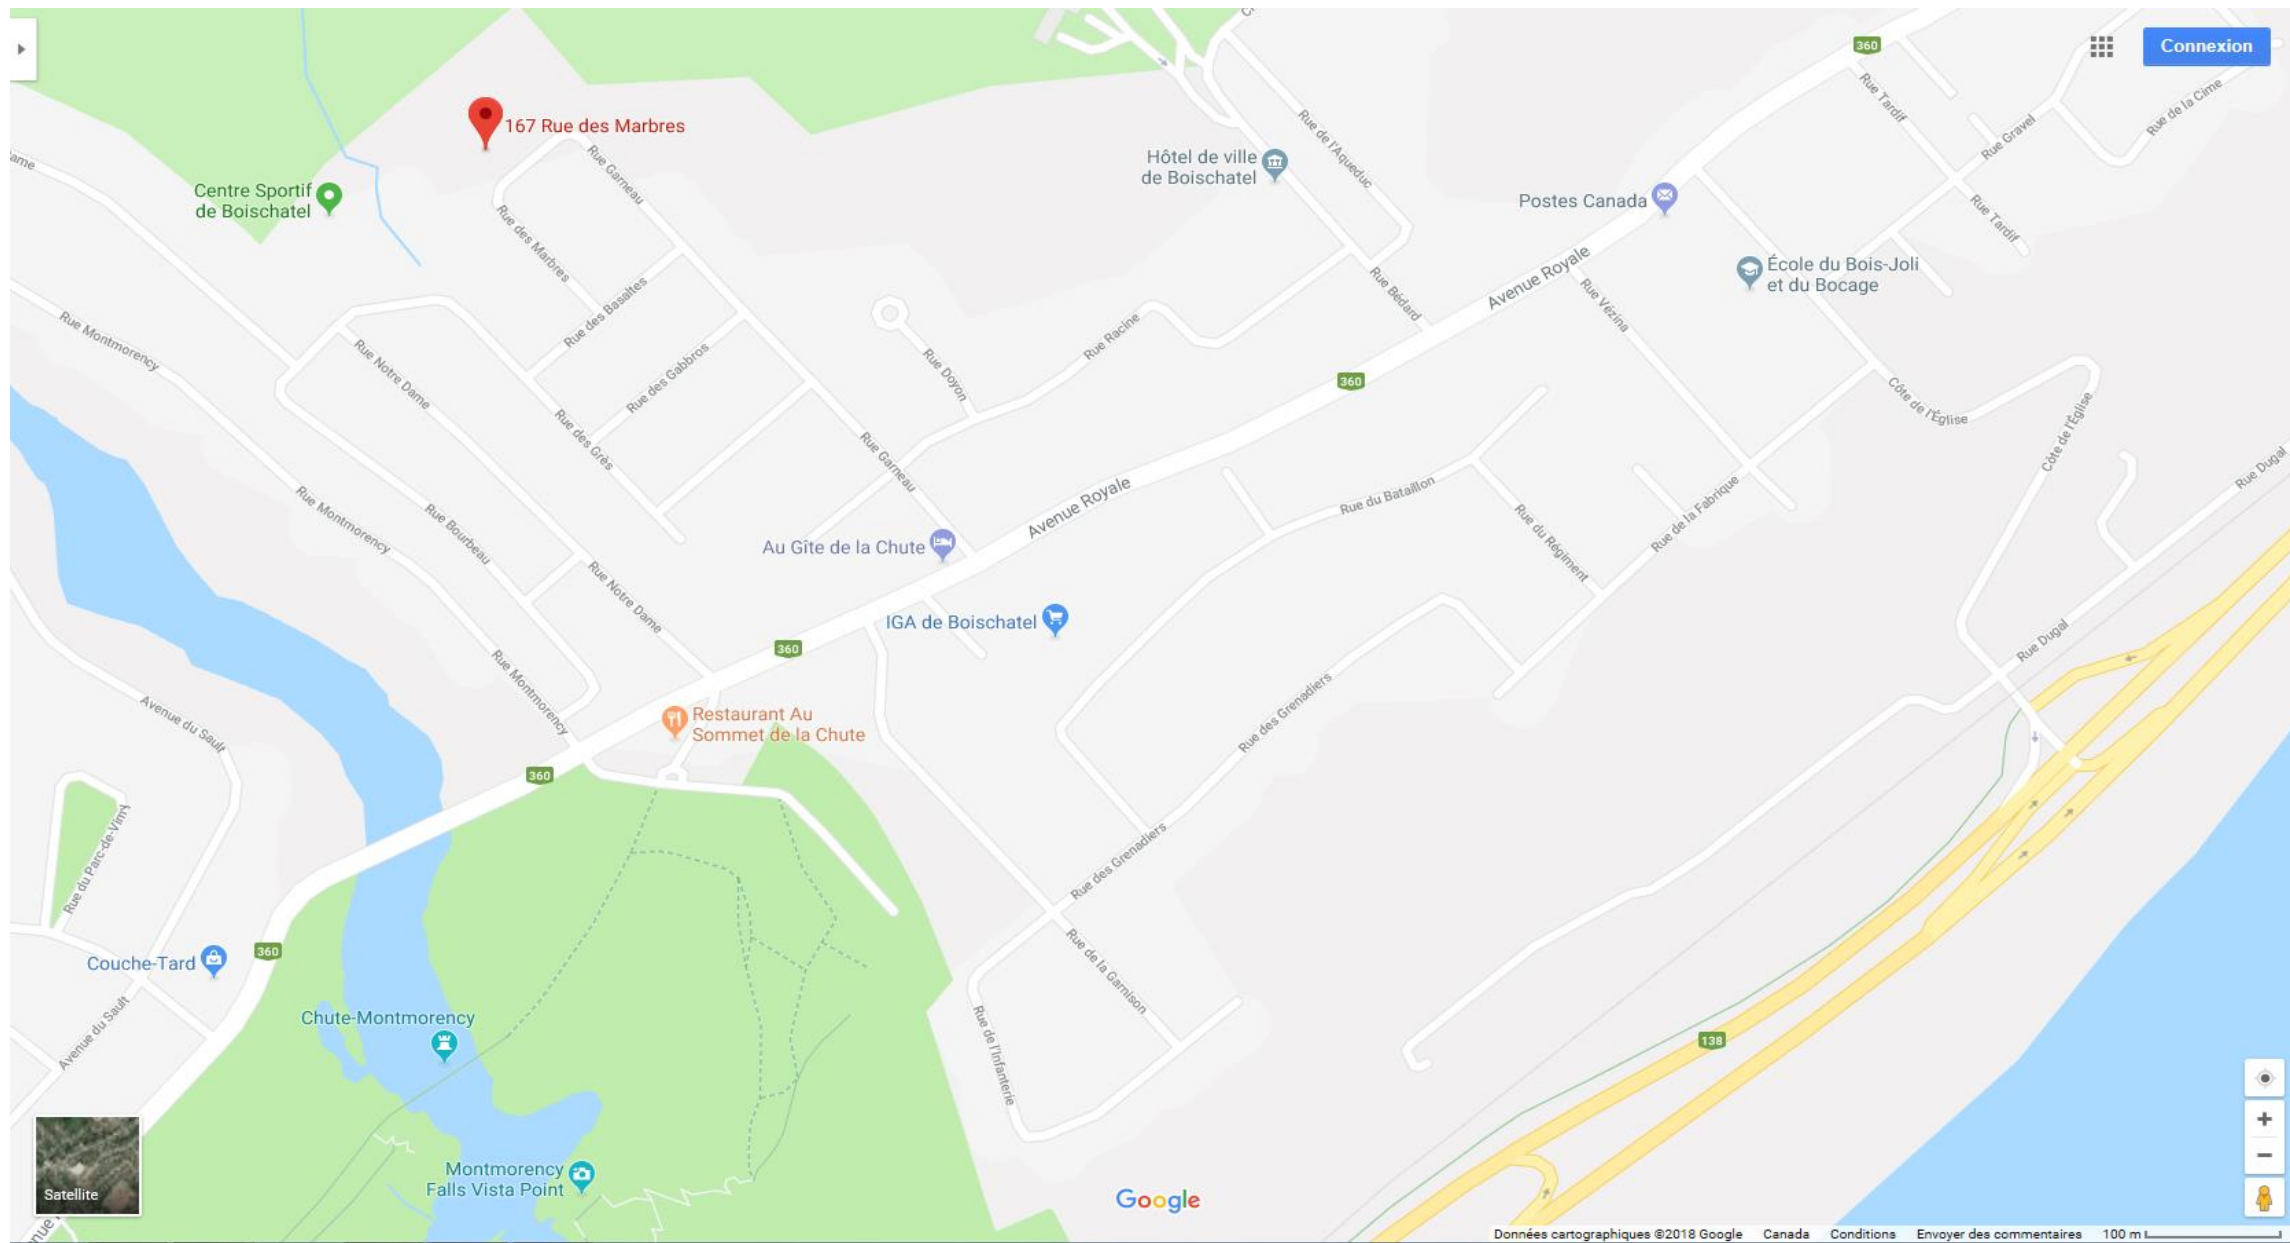 360
Connexion
Rue Tardif
Rue de la Cime
Rue Gravel
167 Rue des Marbres
Rue de l'Aqueduc
Rue Garneau
Hôtel de ville
de Boischatel
ame
Centre Sportif
de Boischatel
Postes Canada
Rue Tardif
Rue des Marbres
Avenue Royale
École du Bois-Joli
et du Bocage
Rue Bédard
Rue Vézina
Rue des Basaltes
Rue Montmorency
Rue Racine
Rue Notre Dame
Rue des Gabbros
Rue Doyon
360
Côte de l'Église
Côte de l'Église
Rue des Grès
Rue Garneau
Rue Dugal
Rue Montmorency
Rue Bourbeau
Avenue Royale
Rue du Bataillon
Rue du Régiment
Rue de la Fabrique
Au Gîte de la Chute
Rue Notre Dame
IGA de Boischatel
360
Rue Dugal
Rue Montmorency
Avenue du Sault
Restaurant Au
Sommet de la Chute
Rue des Grenadiers
360
Rue du Parc-de-Vimy
Rue des Grenadiers
360
Couche-Tard
Rue de la Garnison
Avenue du Sault
Chute-Montmorency
Rue de l'Infanterie
138
Montmorency
Falls Vista Point
Satellite
Google
Données cartographiques ©2018 Google Canada Conditions Envoyer des commentaires 100 m